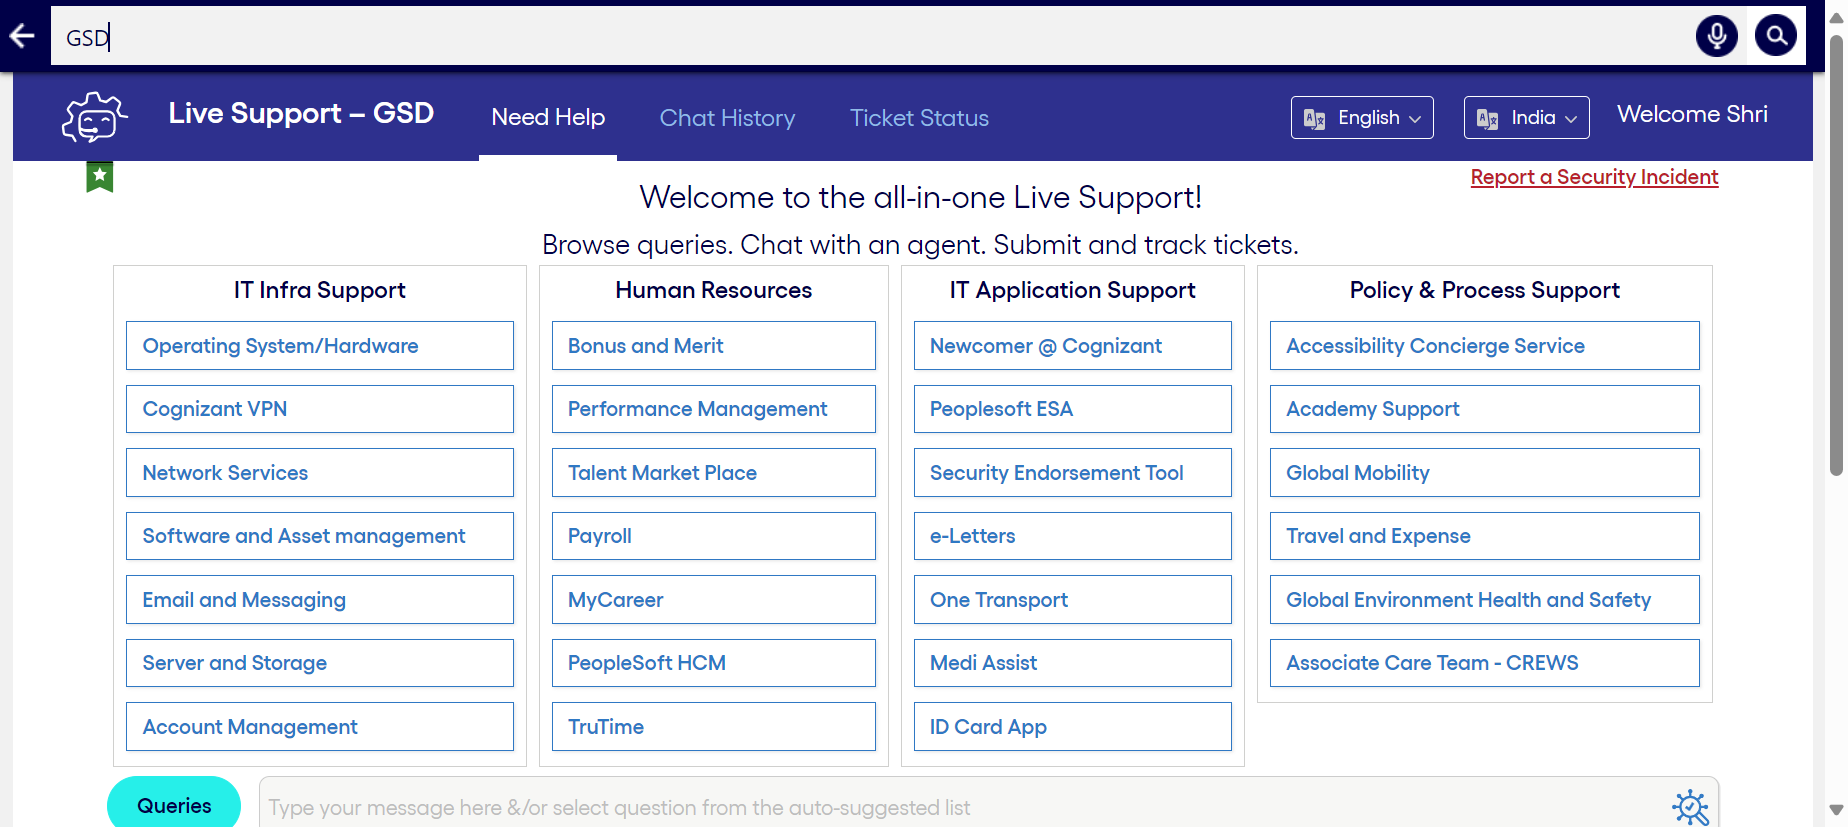 GSD
Live Support – GSD
Need Help
Chat History
Ticket Status
English
India
Welcome Shri
Report a Security Incident
Welcome to the all-in-one Live Support!
Browse queries. Chat with an agent. Submit and track tickets.
IT Infra Support
Operating System/Hardware
Cognizant VPN
Network Services
Software and Asset management
Email and Messaging
Server and Storage
Account Management
Human Resources
Bonus and Merit
Performance Management
Talent Market Place
Payroll
MyCareer
PeopleSoft HCM
TruTime
IT Application Support
Newcomer @ Cognizant
Peoplesoft ESA
Security Endorsement Tool
e-Letters
One Transport
Medi Assist
ID Card App
Policy & Process Support
Accessibility Concierge Service
Academy Support
Global Mobility
Travel and Expense
Global Environment Health and Safety
Associate Care Team - CREWS
Queries
Type your message here &/or select question from the auto-suggested list